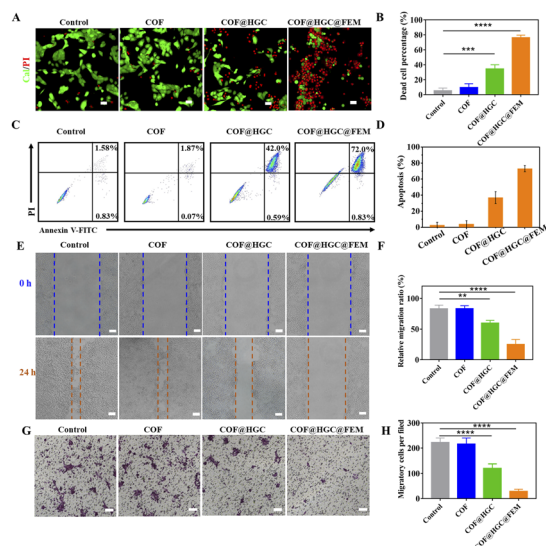 A
Control
COF
COF@HGC
COF@HGC@FEM
Cal/PI
B
Dead cell percentage (%)
100
80
60
40
20
0
***
****
Control
COF
COF@HGC
COF@HGC@FEM
C
Control
COF
COF@HGC
COF@HGC@FEM
1.58%
1.87%
42.0%
72.0%
0.83%
0.07%
0.59%
0.83%
PI
Annexin V-FITC
D
Apoptosis (%)
100
80
60
40
20
0
Control
COF
COF@HGC
COF@HGC@FEM
E
Control
COF
COF@HGC
COF@HGC@FEM
0 h
24 h
F
Relative migration ratio (%)
100
50
0
**
****
Control
COF
COF@HGC
COF@HGC@FEM
G
Control
COF
COF@HGC
COF@HGC@FEM
H
Migratory cells per filed
300
200
100
0
****
****
Control
COF
COF@HGC
COF@HGC@FEM